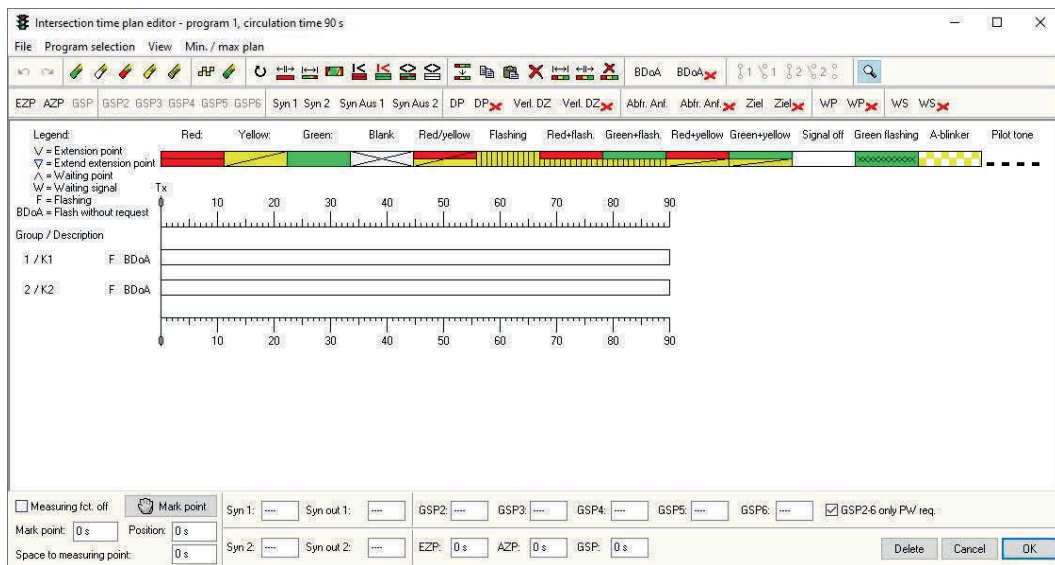 Intersection time plan editor - program 1, circulation time 90 s
File Program selection View Min. / max plan
BDoA BDoA 1 1 2 2
EZP AZP GSP GSP2 GSP3 GSP4 GSP5 GSP6 Syn 1 Syn 2 Syn Aus 1 Syn Aus 2 DP DP Verl. DZ Verl. DZ Abfr. Anf. Abfr. Anf. Ziel Ziel WP WP WS WS
Legend: Red: Yellow: Green: Blank Red/yellow Flashing Red+flash. Green+flash. Red+yellow Green+yellow Signal off Green flashing A-blinker Pilot tone
V = Extension point
▽ = Extend extension point
Λ = Waiting point
W = Waiting signal Tx
F = Flashing 0 10 20 30 40 50 60 70 80 90
BDoA = Flash without request
Group / Description
1 / K1 F BDoA
2 / K2 F BDoA
0 10 20 30 40 50 60 70 80 90
Measuring fct. off Mark point Syn 1: ---- Syn out 1: ---- GSP2: ---- GSP3: ---- GSP4: ---- GSP5: ---- GSP6: ---- GSP2-6 only PW req.
Mark point: 0 s Position: 0 s
Space to measuring point: 0 s Syn 2: ---- Syn out 2: ---- EZP: 0 s AZP: 0 s GSP: 0 s Delete Cancel OK